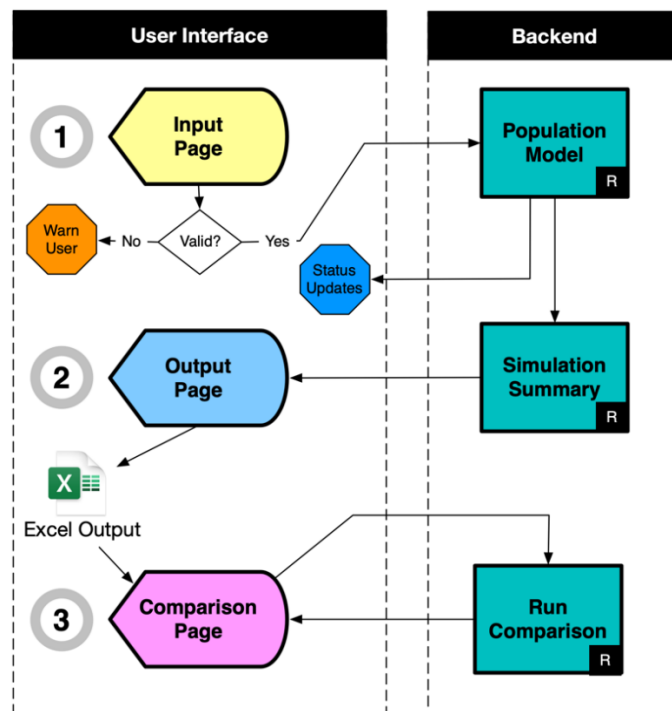 User Interface
Backend
1
Input
Page
Population
Model
R
Warn
User
No
Valid?
Yes
Status
Updates
2
Output
Page
Simulation
Summary
R
X
Excel Output
3
Comparison
Page
Run
Comparison
R